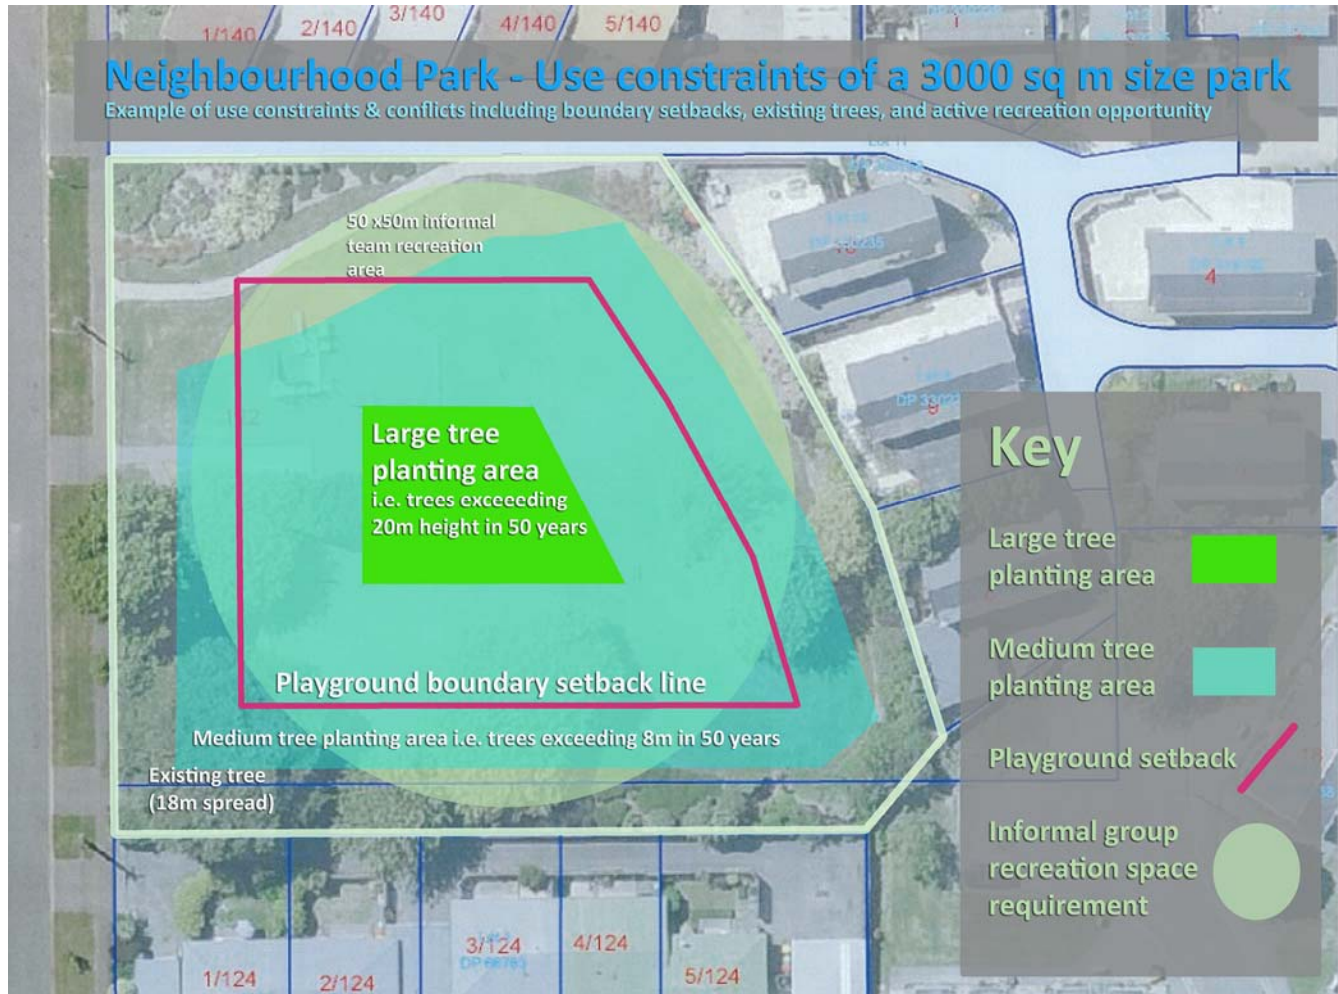 1/140
2/140
3/140
4/140
5/140
Neighbourhood Park - Use constraints of a 3000 sq m size park
Example of use constraints & conflicts including boundary setbacks, existing trees, and active recreation opportunity
50 x50m informal
team recreation
area
4
9
Large tree
planting area
i.e. trees exceeeding
20m height in 50 years
Playground boundary setback line
Medium tree planting area i.e. trees exceeding 8m in 50 years
Existing tree
(18m spread)
Key
Large tree
planting area
Medium tree
planting area
Playground setback
Informal group
recreation space
requirement
1/124
2/124
3/124
4/124
5/124